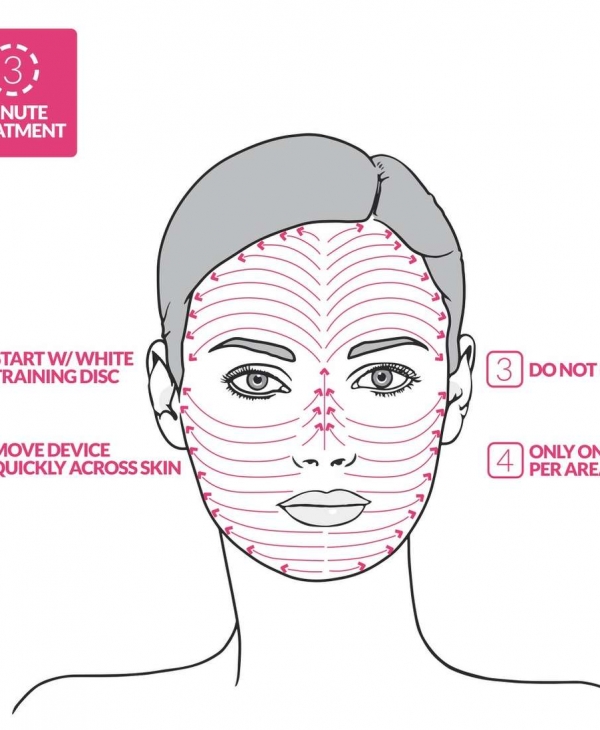 3
NUTE
ATMENT
START W/ WHITE
TRAINING DISC
3 DO NOT
MOVE DEVICE
QUICKLY ACROSS SKIN
4 ONLY ON
PER AREA